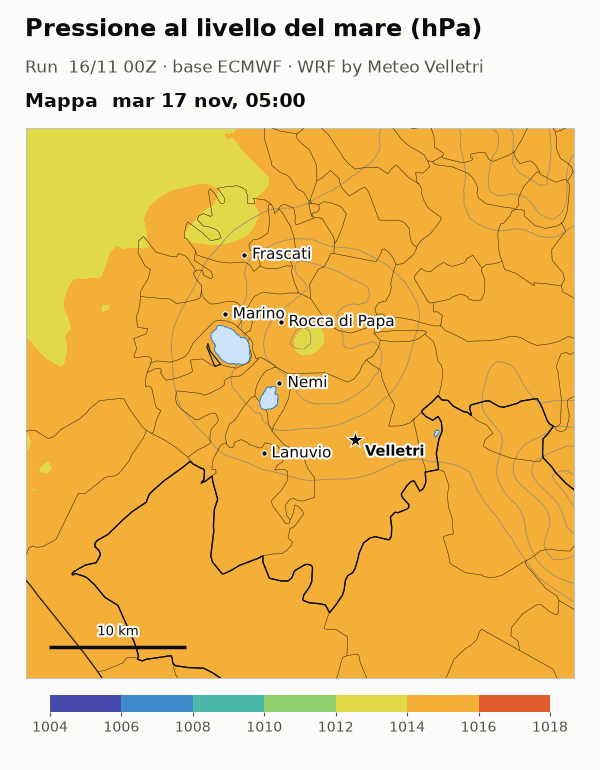 Pressione al livello del mare (hPa)
Run  16/11 00Z · base ECMWF · WRF by Meteo Velletri
Mappa  mar 17 nov, 05:00
Frascati
Marino
Rocca di Papa
Nemi
Velletri
Lanuvio
10 km
1004 1006 1008 1010 1012 1014 1016 1018